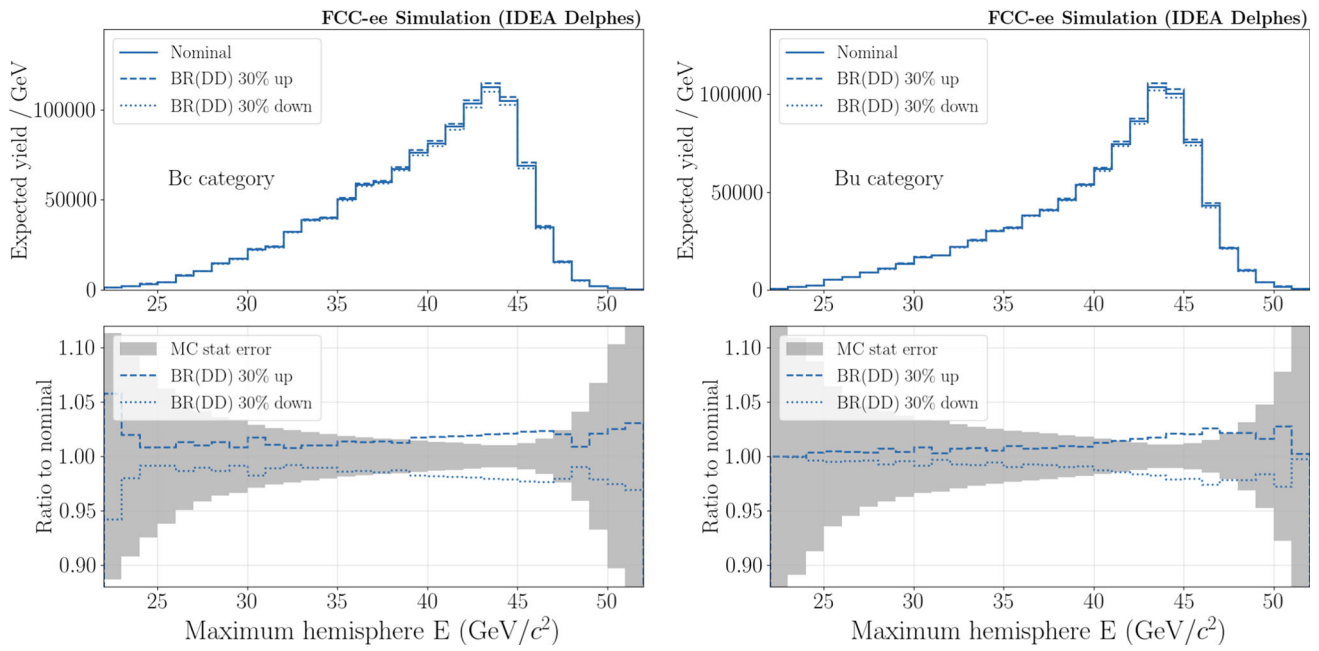 FCC-ee Simulation (IDEA Delphes)
Nominal
BR(DD) 30% up
BR(DD) 30% down
Bc category
Expected yield / GeV
100000
50000
0
25 30 35 40 45 50
MC stat error
BR(DD) 30% up
BR(DD) 30% down
Ratio to nominal
1.10
1.05
1.00
0.95
0.90
25 30 35 40 45 50
Maximum hemisphere E (GeV/c²)
FCC-ee Simulation (IDEA Delphes)
Nominal
BR(DD) 30% up
BR(DD) 30% down
Bu category
Expected yield / GeV
100000
50000
0
25 30 35 40 45 50
MC stat error
BR(DD) 30% up
BR(DD) 30% down
Ratio to nominal
1.10
1.05
1.00
0.95
0.90
25 30 35 40 45 50
Maximum hemisphere E (GeV/c²)